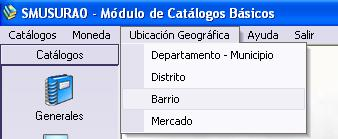 SMUSURA0 - Módulo de Catálogos Básicos
Catálogos Moneda Ubicación Geográfica Ayuda Salir
Catálogos
Departamento - Municipio
Distrito
Barrio
Mercado
Generales